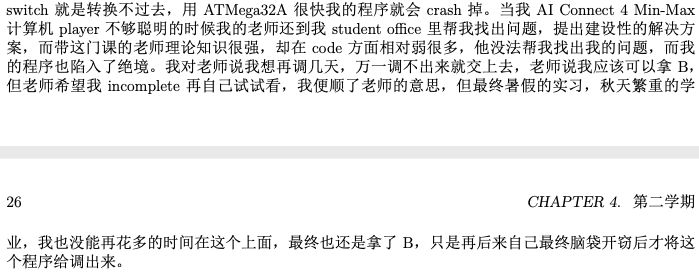 switch 就是转换不过去，用 ATMega32A 很快我的程序就会 crash 掉。当我 AI Connect 4 Min-Max
计算机 player 不够聪明的时候我的老师还到我 student office 里帮我找出问题，提出建设性的解决方
案，而带这门课的老师理论知识很强，却在 code 方面相对弱很多，他没法帮我找出我的问题，而我
的程序也陷入了绝境。我对老师说我想再调几天，万一调不出来就交上去，老师说我应该可以拿 B，
但老师希望我 incomplete 再自己试试看，我便顺了老师的意思，但最终暑假的实习，秋天繁重的学
26 CHAPTER 4. 第二学期
业，我也没能再花多的时间在这个上面，最终也还是拿了 B，只是再后来自己最终脑袋开窍后才将这
个程序给调出来。